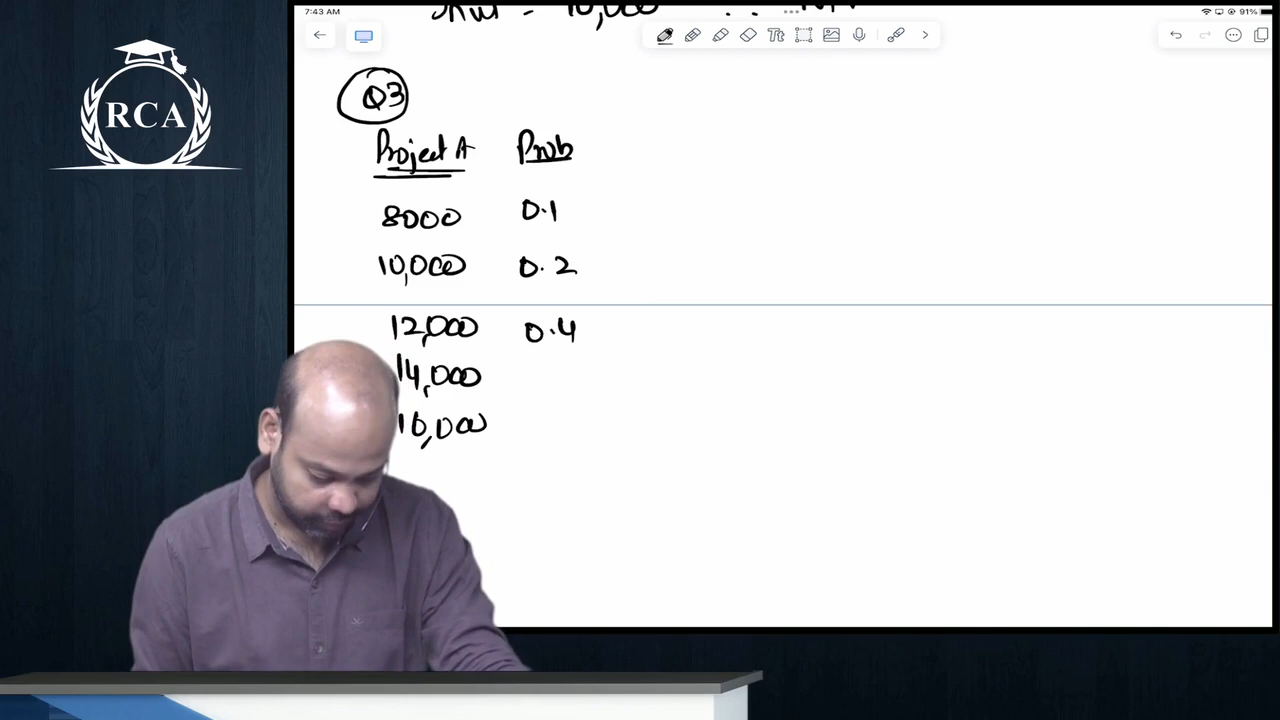 7:43 AM
91%
RCA
Q3
Project A Prob
8000 0.1
10,000 0.2
12,000 0.4
14,000
16,000